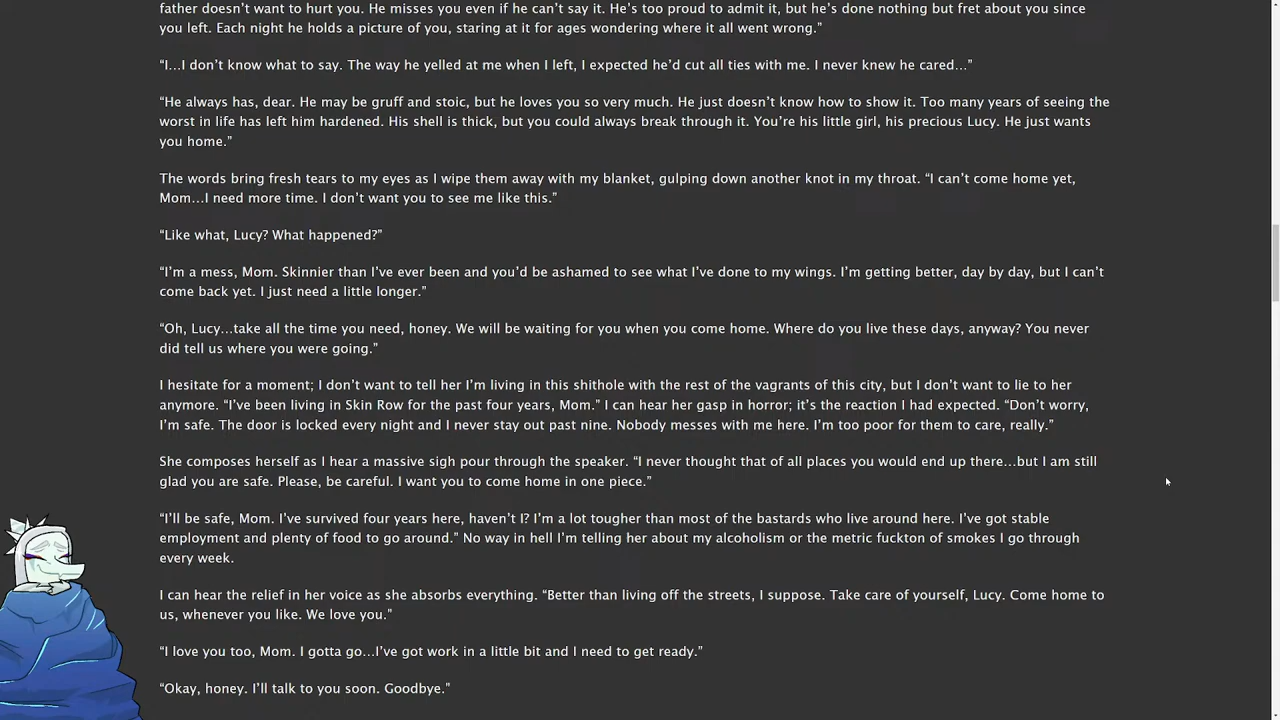 father doesn’t want to hurt you. He misses you even if he can’t say it. He’s too proud to admit it, but he’s done nothing but fret about you since
you left. Each night he holds a picture of you, staring at it for ages wondering where it all went wrong.”
“I…I don’t know what to say. The way he yelled at me when I left, I expected he’d cut all ties with me. I never knew he cared…”
“He always has, dear. He may be gruff and stoic, but he loves you so very much. He just doesn’t know how to show it. Too many years of seeing the
worst in life has left him hardened. His shell is thick, but you could always break through it. You’re his little girl, his precious Lucy. He just wants
you home.”
The words bring fresh tears to my eyes as I wipe them away with my blanket, gulping down another knot in my throat. “I can’t come home yet,
Mom…I need more time. I don’t want you to see me like this.”
“Like what, Lucy? What happened?”
“I’m a mess, Mom. Skinnier than I’ve ever been and you’d be ashamed to see what I’ve done to my wings. I’m getting better, day by day, but I can’t
come back yet. I just need a little longer.”
“Oh, Lucy…take all the time you need, honey. We will be waiting for you when you come home. Where do you live these days, anyway? You never
did tell us where you were going.”
I hesitate for a moment; I don’t want to tell her I’m living in this shithole with the rest of the vagrants of this city, but I don’t want to lie to her
anymore. “I’ve been living in Skin Row for the past four years, Mom.” I can hear her gasp in horror; it’s the reaction I had expected. “Don’t worry,
I’m safe. The door is locked every night and I never stay out past nine. Nobody messes with me here. I’m too poor for them to care, really.”
She composes herself as I hear a massive sigh pour through the speaker. “I never thought that of all places you would end up there…but I am still
glad you are safe. Please, be careful. I want you to come home in one piece.”
“I’ll be safe, Mom. I’ve survived four years here, haven’t I? I’m a lot tougher than most of the bastards who live around here. I’ve got stable
employment and plenty of food to go around.” No way in hell I’m telling her about my alcoholism or the metric fuckton of smokes I go through
every week.
I can hear the relief in her voice as she absorbs everything. “Better than living off the streets, I suppose. Take care of yourself, Lucy. Come home to
us, whenever you like. We love you.”
“I love you too, Mom. I gotta go…I’ve got work in a little bit and I need to get ready.”
“Okay, honey. I’ll talk to you soon. Goodbye.”